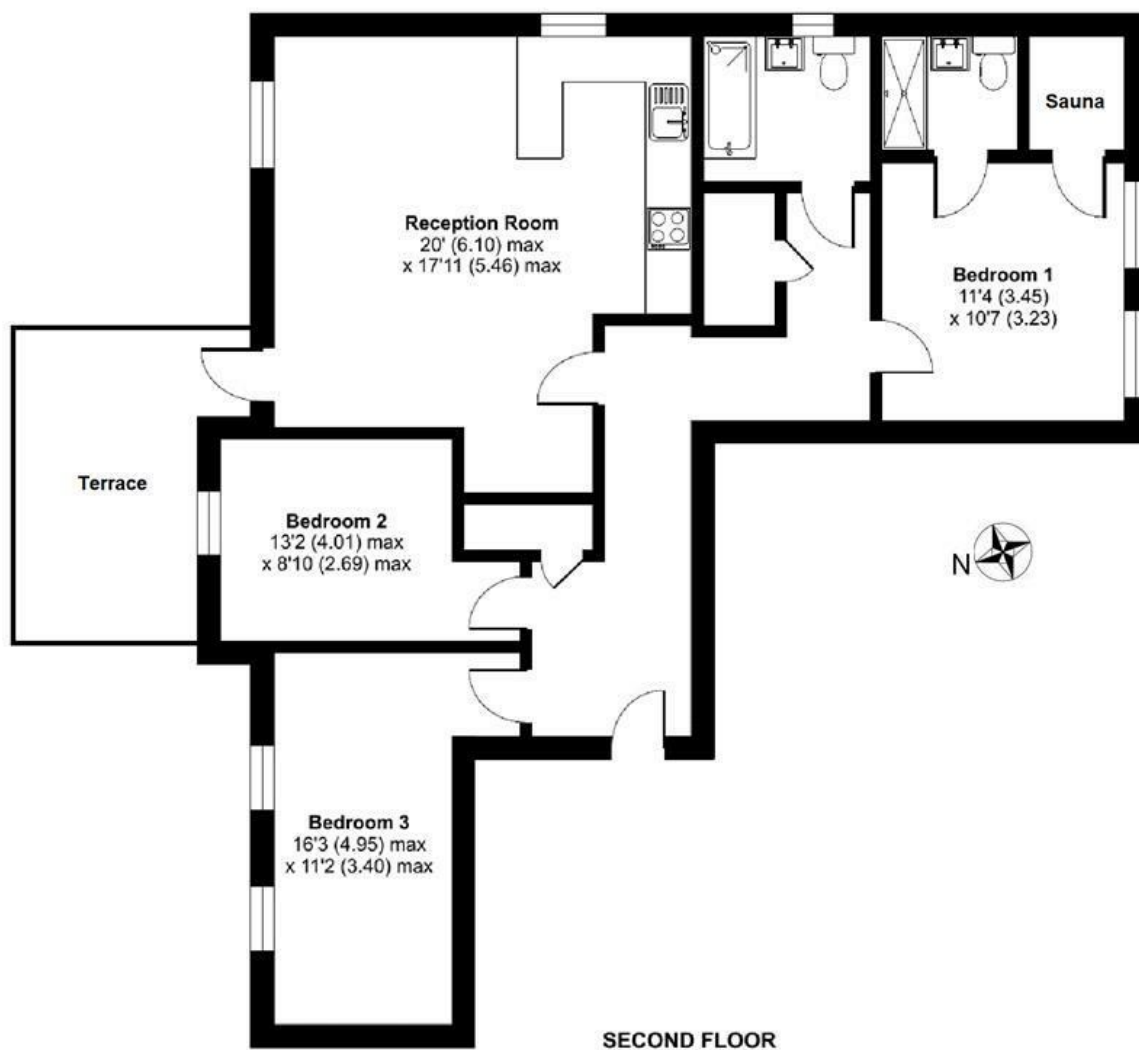 Sauna
Reception Room
20' (6.10) max
x 17'11 (5.46) max
Bedroom 1
11'4 (3.45)
x 10'7 (3.23)
Terrace
Bedroom 2
13'2 (4.01) max
x 8'10 (2.69) max
N
Bedroom 3
16'3 (4.95) max
x 11'2 (3.40) max
SECOND FLOOR